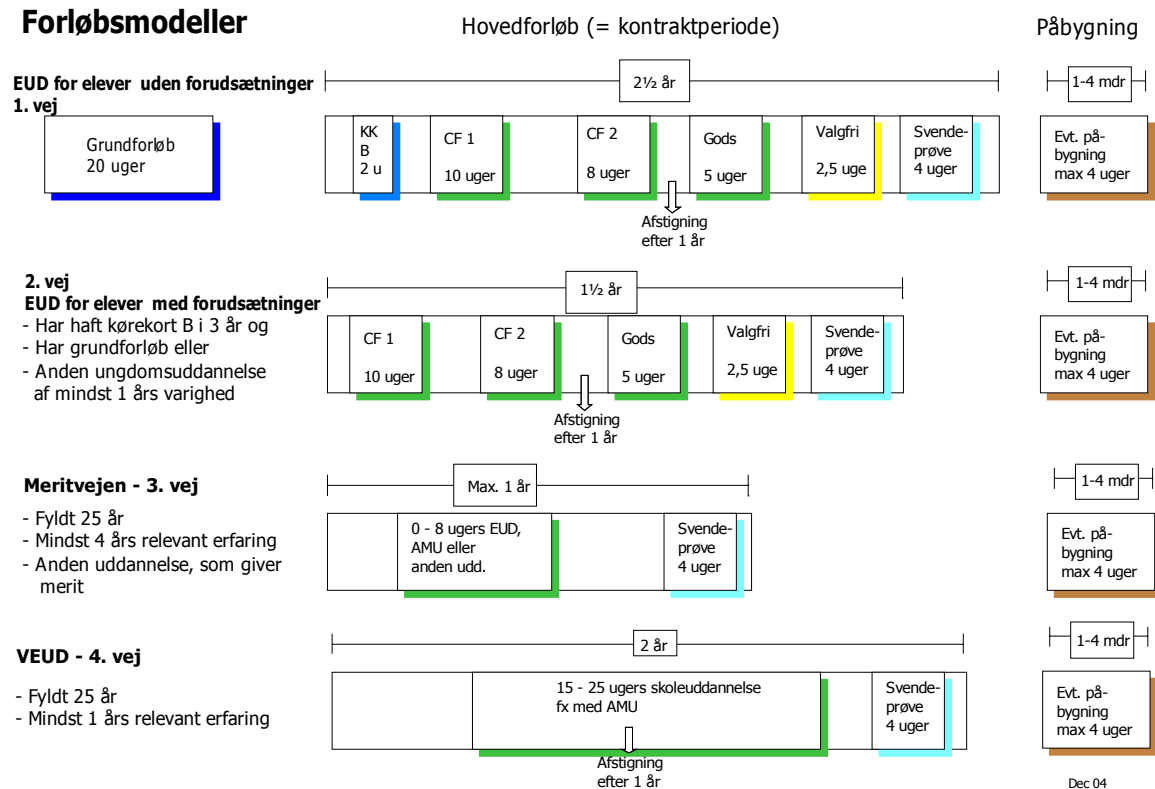 Forløbsmodeller
Hovedforløb (= kontraktperiode)
Påbygning
EUD for elever uden forudsætninger
1. vej
2½ år
1-4 mdr
Grundforløb
20 uger
KK
B
2 u
CF 1
10 uger
CF 2
8 uger
Gods
5 uger
Valgfri
2,5 uge
Svende-
prøve
4 uger
Evt. på-
bygning
max 4 uger
Afstigning
efter 1 år
2. vej
EUD for elever med forudsætninger
- Har haft kørekort B i 3 år og
- Har grundforløb eller
- Anden ungdomsuddannelse
af mindst 1 års varighed
1½ år
1-4 mdr
CF 1
10 uger
CF 2
8 uger
Gods
5 uger
Valgfri
2,5 uge
Svende-
prøve
4 uger
Evt. på-
bygning
max 4 uger
Afstigning
efter 1 år
Meritvejen - 3. vej
- Fyldt 25 år
- Mindst 4 års relevant erfaring
- Anden uddannelse, som giver
merit
Max. 1 år
1-4 mdr
0 - 8 ugers EUD,
AMU eller
anden udd.
Svende-
prøve
4 uger
Evt. på-
bygning
max 4 uger
VEUD - 4. vej
- Fyldt 25 år
- Mindst 1 års relevant erfaring
2 år
1-4 mdr
15 - 25 ugers skoleuddannelse
fx med AMU
Svende-
prøve
4 uger
Evt. på-
bygning
max 4 uger
Afstigning
efter 1 år
Dec 04